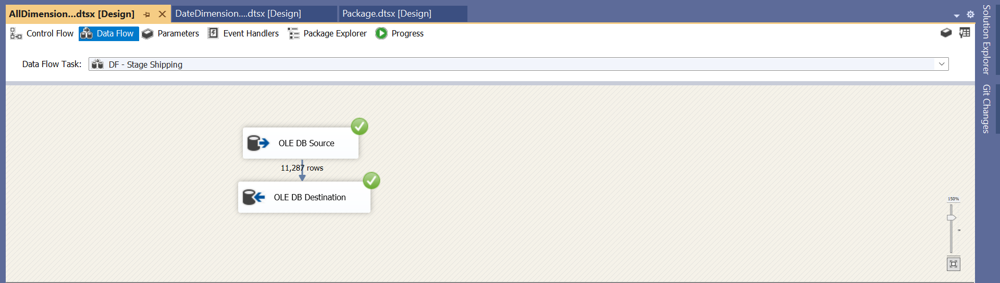 AllDimension...dtsx [Design]
DateDimension....dtsx [Design]
Package.dtsx [Design]
Control Flow
Data Flow
Parameters
Event Handlers
Package Explorer
Progress
Data Flow Task:
DF - Stage Shipping
OLE DB Source
11,287 rows
OLE DB Destination
150%
Solution Explorer
Git Changes